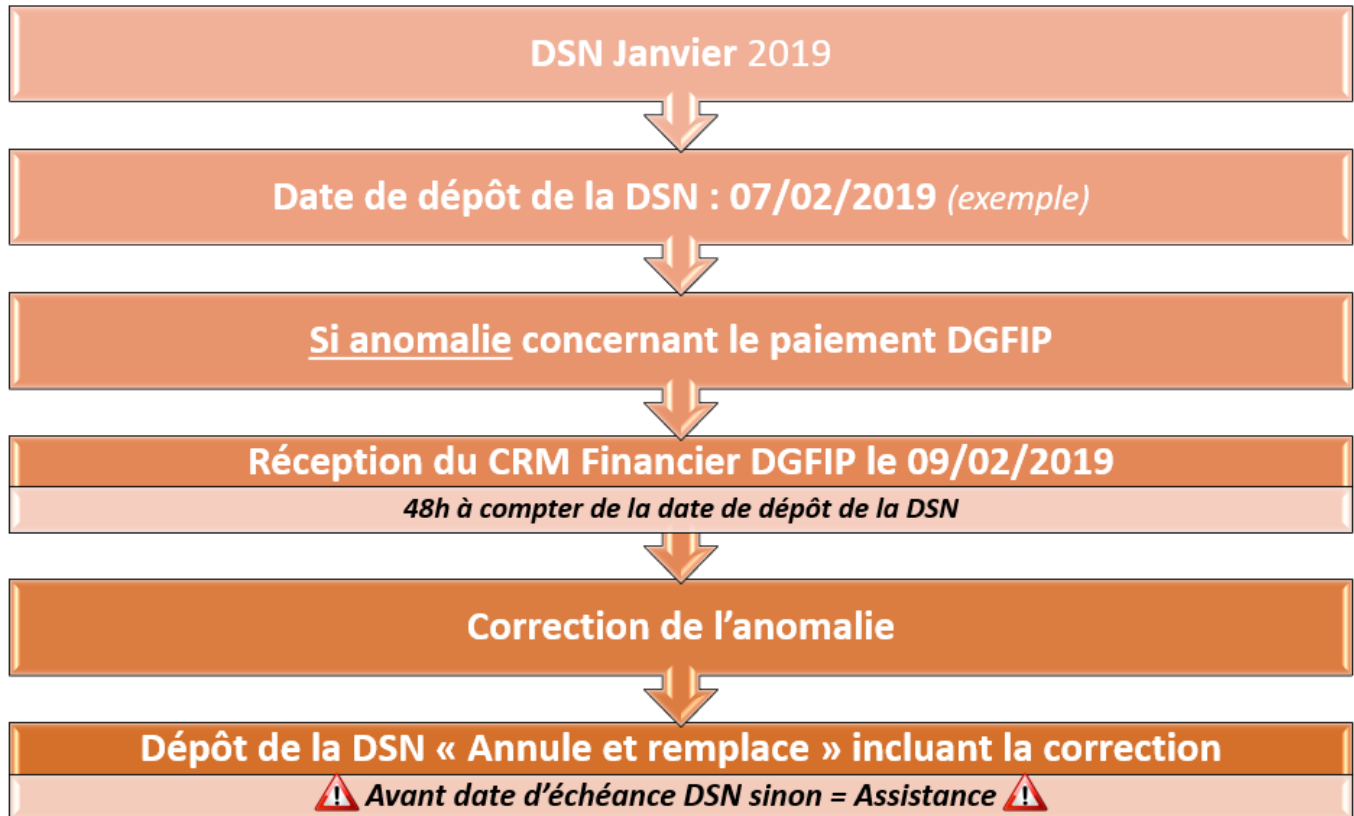 DSN Janvier 2019
Date de dépôt de la DSN : 07/02/2019 (exemple)
Si anomalie concernant le paiement DGFIP
Réception du CRM Financier DGFIP le 09/02/2019
48h à compter de la date de dépôt de la DSN
Correction de l'anomalie
Dépôt de la DSN « Annule et remplace » incluant la correction
Avant date d'échéance DSN sinon = Assistance